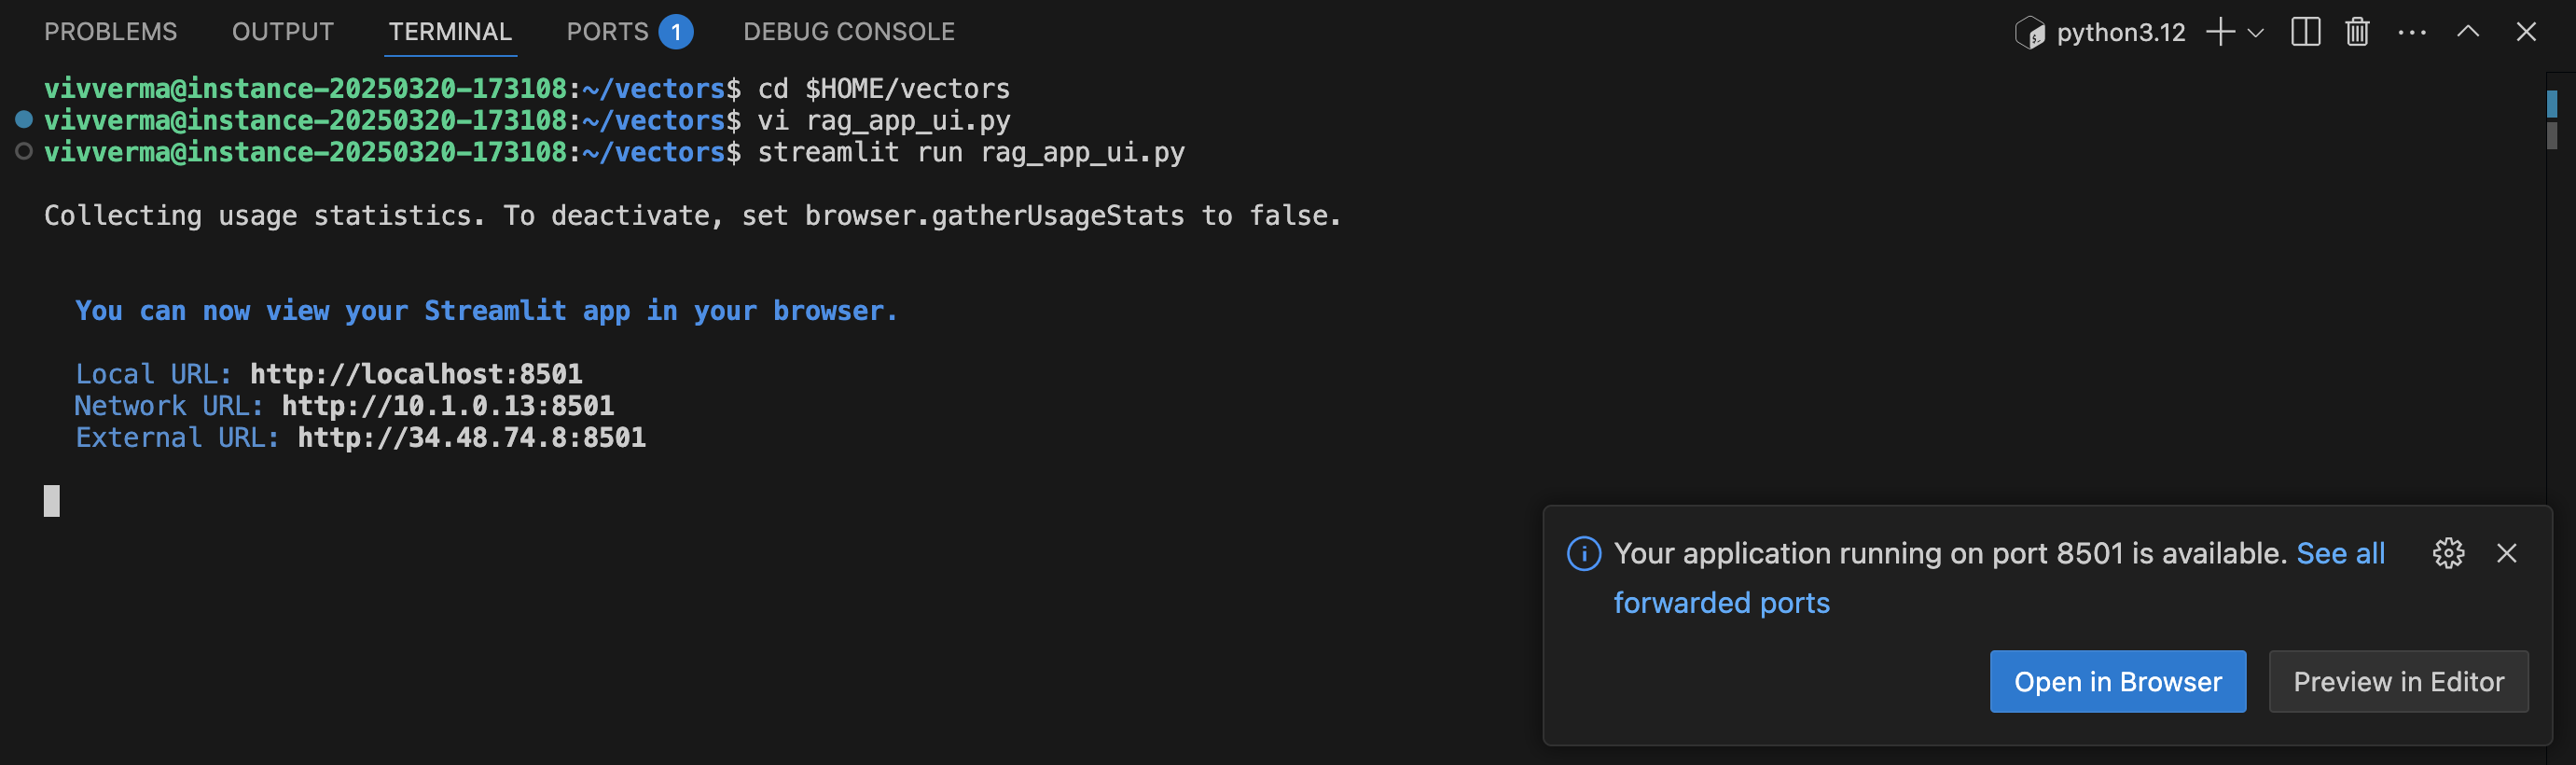 PROBLEMS OUTPUT TERMINAL PORTS 1 DEBUG CONSOLE python3.12
vivverma@instance-20250320-173108:~/vectors$ cd $HOME/vectors
vivverma@instance-20250320-173108:~/vectors$ vi rag_app_ui.py
vivverma@instance-20250320-173108:~/vectors$ streamlit run rag_app_ui.py
Collecting usage statistics. To deactivate, set browser.gatherUsageStats to false.
You can now view your Streamlit app in your browser.
Local URL: http://localhost:8501
Network URL: http://10.1.0.13:8501
External URL: http://34.48.74.8:8501
Your application running on port 8501 is available. See all
forwarded ports
Open in Browser Preview in Editor